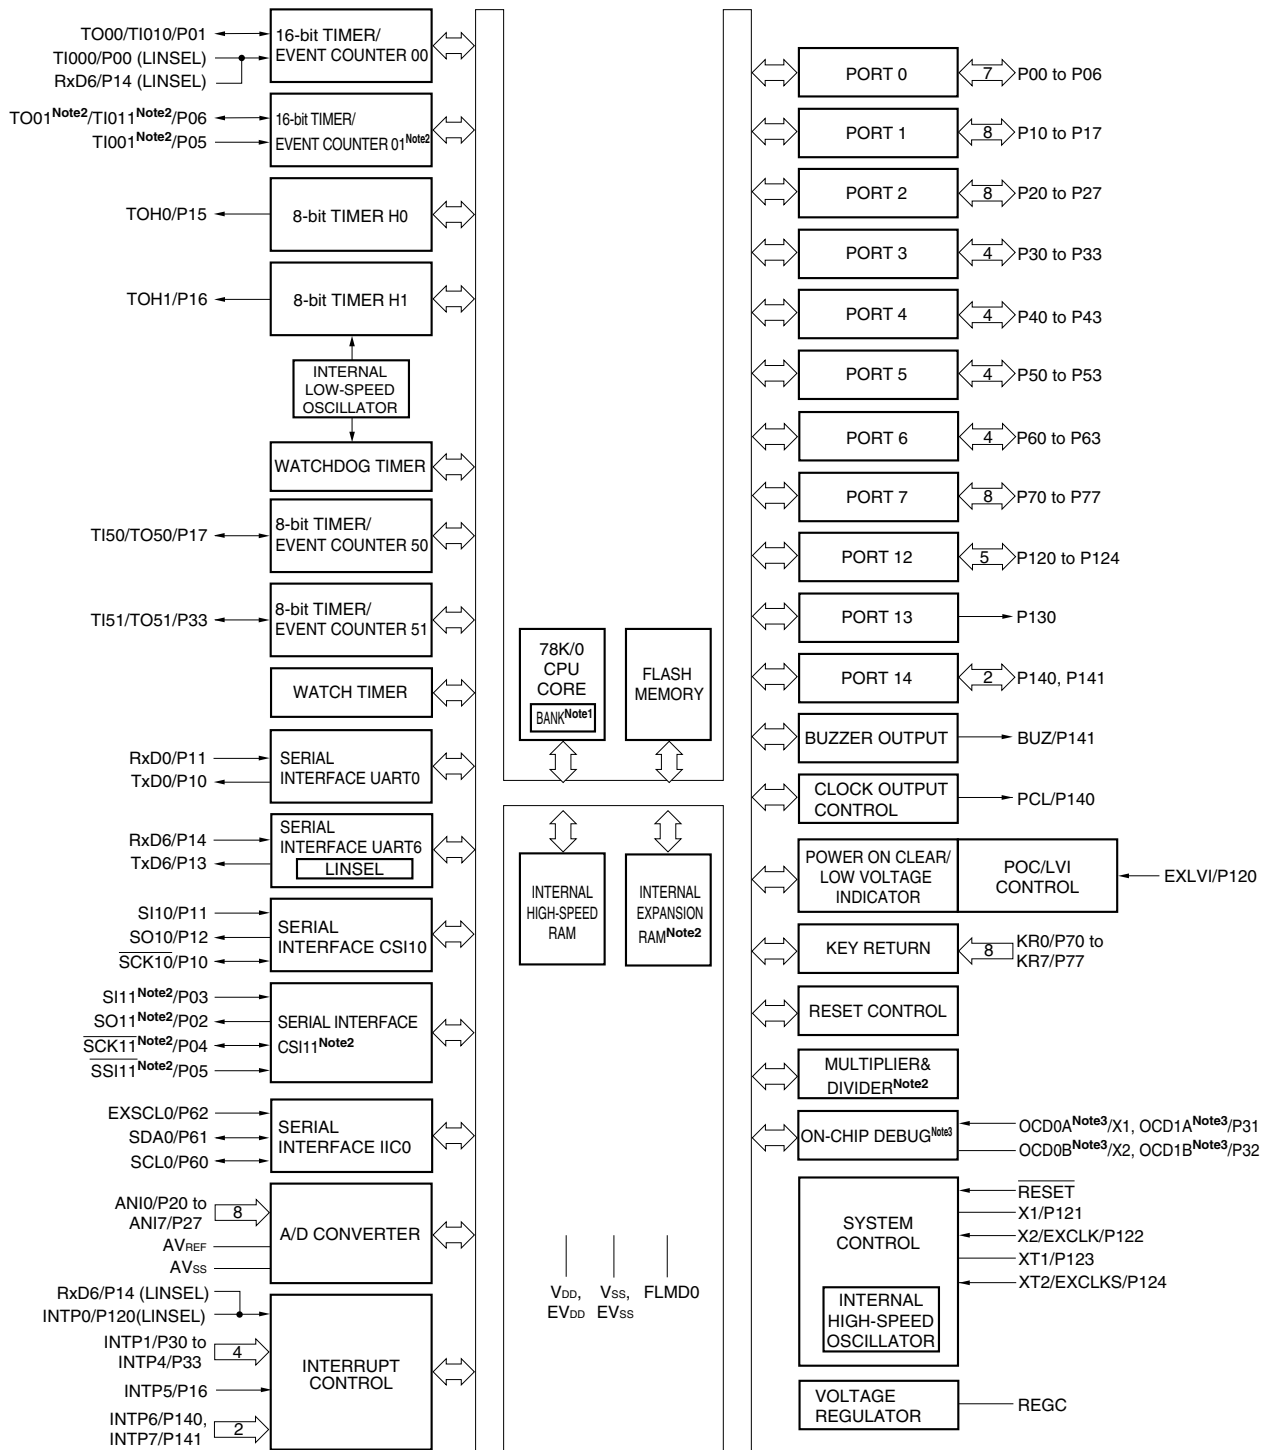 TO00/TI010/P01
TI000/P00 (LINSEL)
RxD6/P14 (LINSEL)
16-bit TIMER/
EVENT COUNTER 00
TO01Note2/TI011Note2/P06
TI001Note2/P05
16-bit TIMER/
EVENT COUNTER 01Note2
TOH0/P15
8-bit TIMER H0
TOH1/P16
8-bit TIMER H1
INTERNAL
LOW-SPEED
OSCILLATOR
WATCHDOG TIMER
TI50/TO50/P17
8-bit TIMER/
EVENT COUNTER 50
TI51/TO51/P33
8-bit TIMER/
EVENT COUNTER 51
WATCH TIMER
RxD0/P11
TxD0/P10
SERIAL
INTERFACE UART0
RxD6/P14
TxD6/P13
SERIAL
INTERFACE UART6
LINSEL
SI10/P11
SO10/P12
SCK10/P10
SERIAL
INTERFACE CSI10
SI11Note2/P03
SO11Note2/P02
SCK11Note2/P04
SSI11Note2/P05
SERIAL INTERFACE
CSI11Note2
EXSCL0/P62
SDA0/P61
SCL0/P60
SERIAL
INTERFACE IIC0
ANI0/P20 to
ANI7/P27
8
AVREF
AVSS
A/D CONVERTER
RxD6/P14 (LINSEL)
INTP0/P120(LINSEL)
INTP1/P30 to
INTP4/P33
4
INTP5/P16
INTP6/P140,
INTP7/P141
2
INTERRUPT
CONTROL
78K/0
CPU
CORE
BANKNote1
FLASH
MEMORY
INTERNAL
HIGH-SPEED
RAM
INTERNAL
EXPANSION
RAMNote2
VDD,
EVDD
VSS,
EVSS
FLMD0
PORT 0
7
P00 to P06
PORT 1
8
P10 to P17
PORT 2
8
P20 to P27
PORT 3
4
P30 to P33
PORT 4
4
P40 to P43
PORT 5
4
P50 to P53
PORT 6
4
P60 to P63
PORT 7
8
P70 to P77
PORT 12
5
P120 to P124
PORT 13
P130
PORT 14
2
P140, P141
BUZZER OUTPUT
BUZ/P141
CLOCK OUTPUT
CONTROL
PCL/P140
POWER ON CLEAR/
LOW VOLTAGE
INDICATOR
POC/LVI
CONTROL
EXLVI/P120
KEY RETURN
8
KR0/P70 to
KR7/P77
RESET CONTROL
MULTIPLIER&
DIVIDERNote2
ON-CHIP DEBUGNote3
OCD0ANote3/X1, OCD1ANote3/P31
OCD0BNote3/X2, OCD1BNote3/P32
SYSTEM
CONTROL
INTERNAL
HIGH-SPEED
OSCILLATOR
RESET
X1/P121
X2/EXCLK/P122
XT1/P123
XT2/EXCLKS/P124
VOLTAGE
REGULATOR
REGC